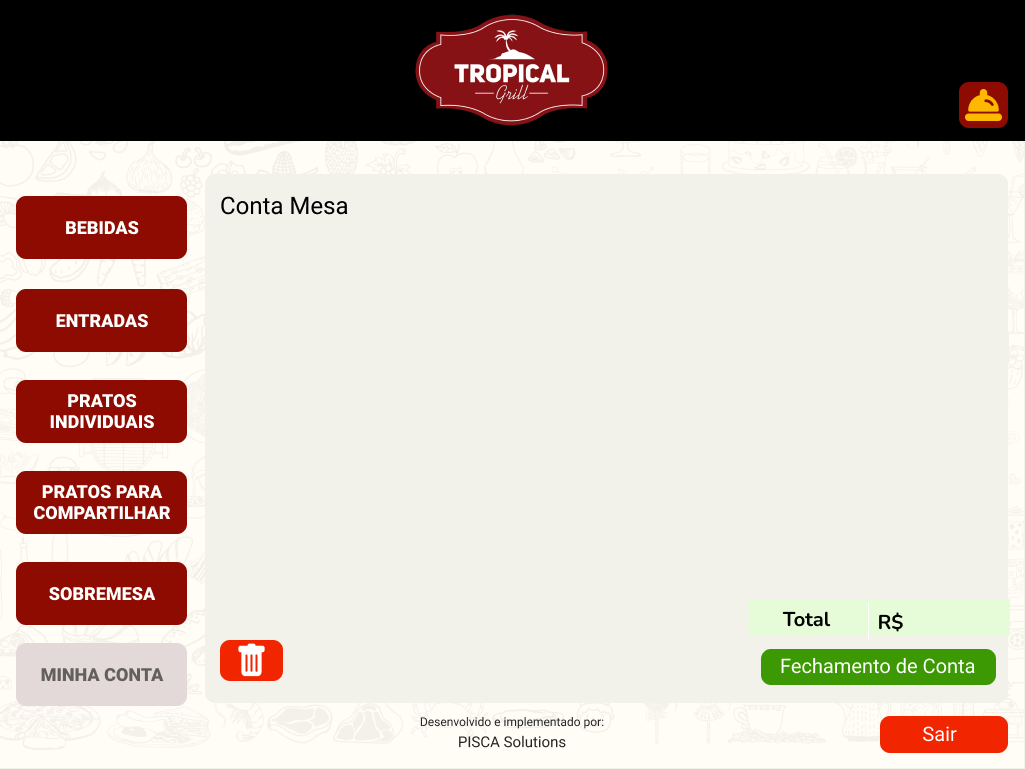 TROPICAL
Grill
Conta Mesa
BEBIDAS
ENTRADAS
PRATOS
INDIVIDUAIS
PRATOS PARA
COMPARTILHAR
SOBREMESA
MINHA CONTA
Total R$
Fechamento de Conta
Desenvolvido e implementado por:
PISCA Solutions
Sair